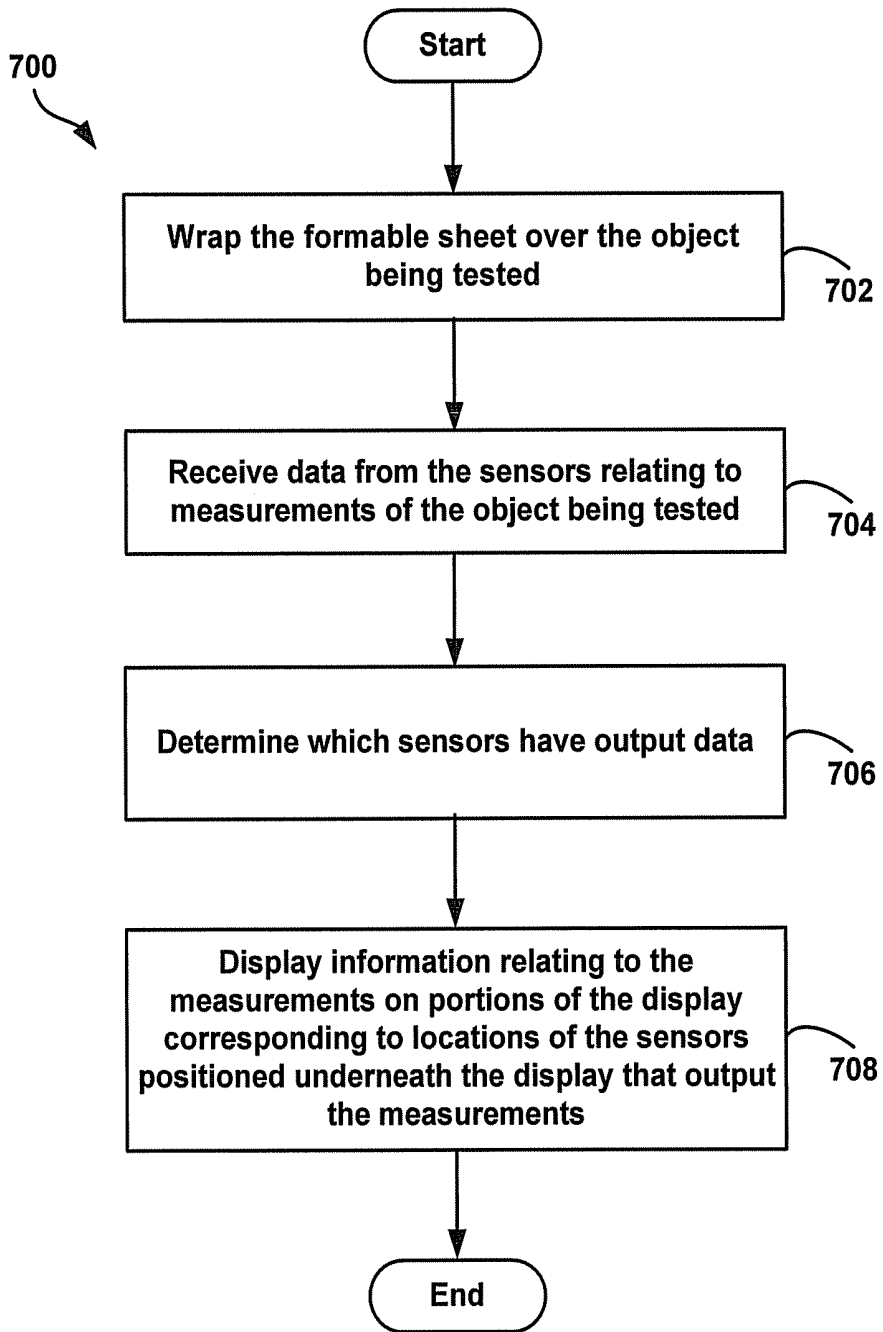 Start
700
Wrap the formable sheet over the object
being tested
702
Receive data from the sensors relating to
measurements of the object being tested
704
Determine which sensors have output data
706
Display information relating to the
measurements on portions of the display
corresponding to locations of the sensors
positioned underneath the display that output
the measurements
708
End